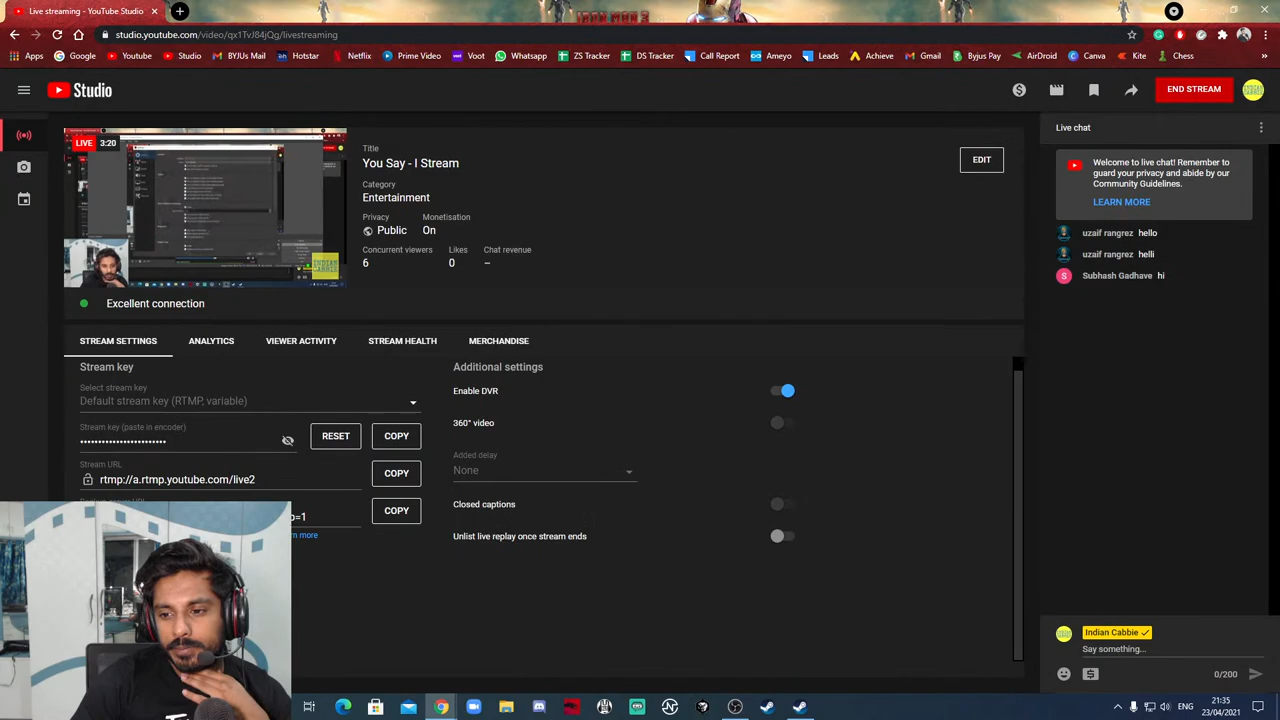 IRON MAN 3
Live streaming - YouTube Studio
studio.youtube.com/video/qx1TvJ84jQg/livestreaming
Apps Google YouTube Studio BYJUs Mail Hotstar Netflix Prime Video Voot Whatsapp ZS Tracker DS Tracker Call Report Ameyo Leads Achieve Gmail Byjus Pay AirDroid Canva Kite Chess
Studio
END STREAM
LIVE 3:20
INDIAN CABBIE
Title
You Say - I Stream
EDIT
Category
Entertainment
Privacy Monetisation
Public On
Concurrent viewers Likes Chat revenue
6 0 –
Excellent connection
STREAM SETTINGS ANALYTICS VIEWER ACTIVITY STREAM HEALTH MERCHANDISE
Stream key
Select stream key
Default stream key (RTMP, variable)
Stream key (paste in encoder)
•••••••••••••••••••••••• RESET COPY
Stream URL
rtmp://a.rtmp.youtube.com/live2 COPY
=1 COPY
more
Additional settings
Enable DVR
360° video
Added delay
None
Closed captions
Unlist live replay once stream ends
Live chat
Welcome to live chat! Remember to
guard your privacy and abide by our
Community Guidelines.
LEARN MORE
uzaif rangrez hello
uzaif rangrez helli
S Subhash Gadhave hi
Indian Cabbie
Say something...
0/200
ENG
21:35
23/04/2021